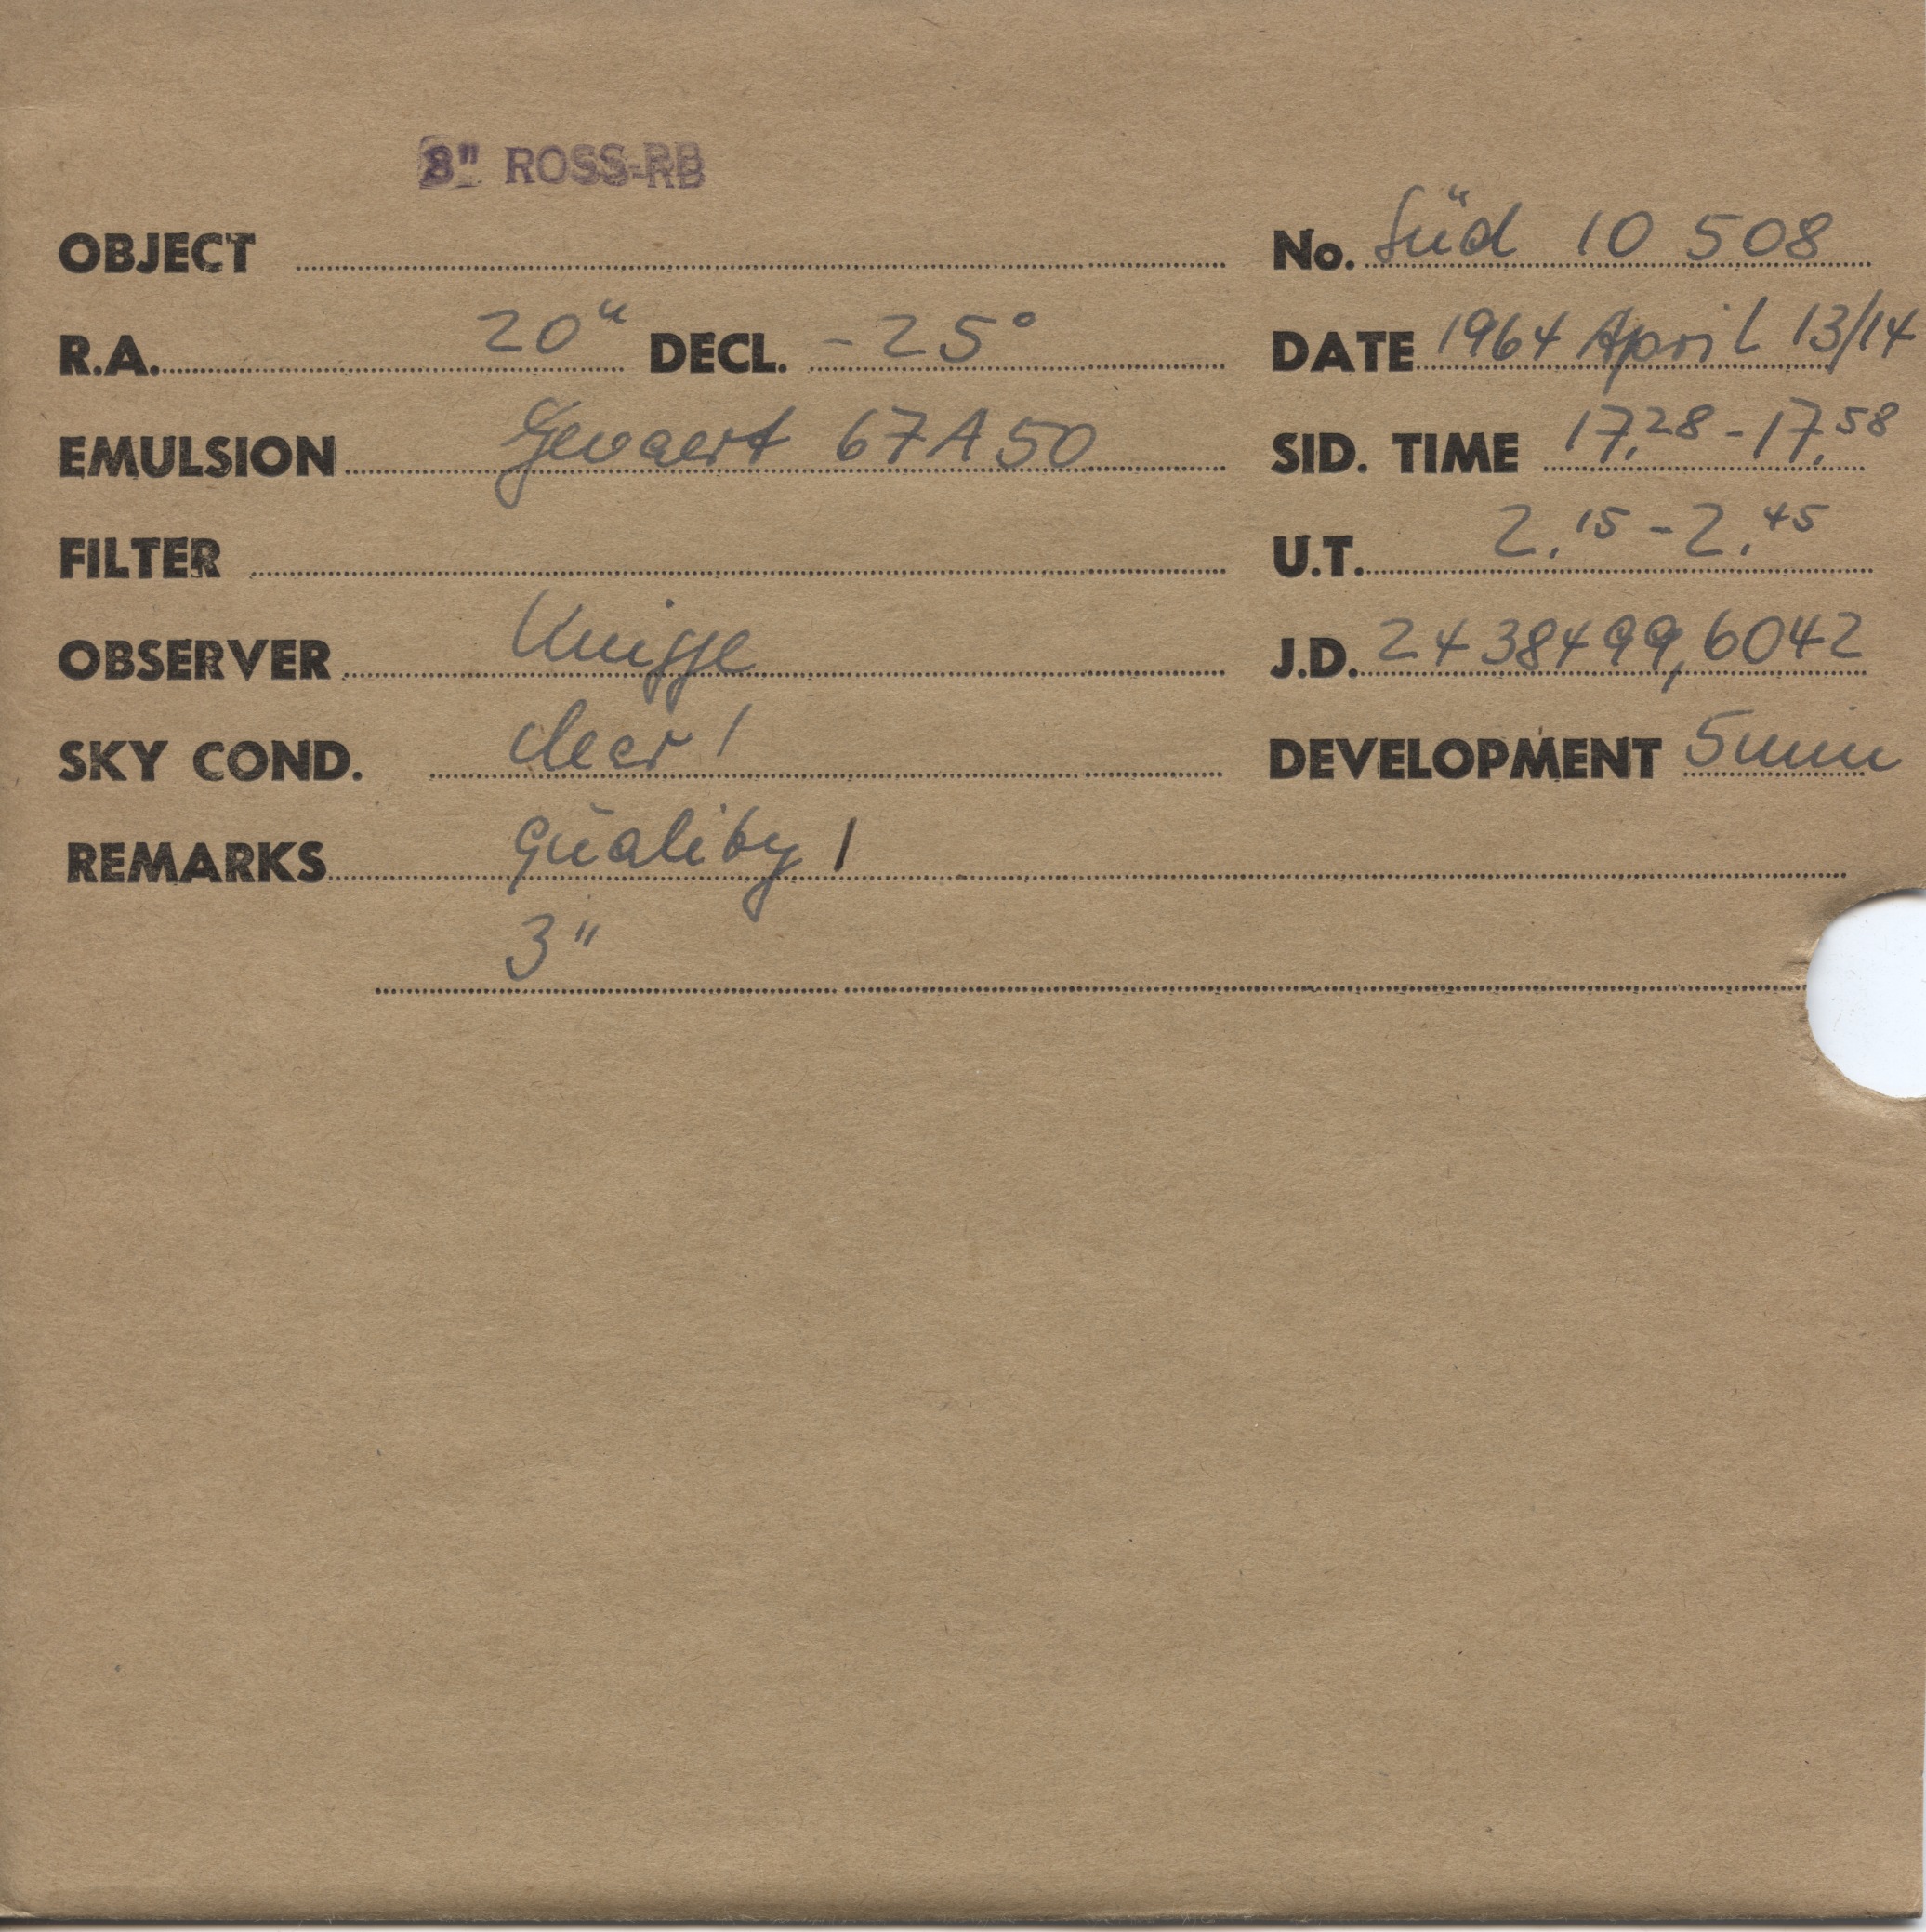 8" ROSS-RB
OBJECT No. Süd 10 508
R.A. 20ʰ DECL. -25° DATE 1964 April 13/14
EMULSION Gevaert 67A50 SID. TIME 17.28 - 17.58
FILTER U.T. 2.15 - 2.45
OBSERVER Knigge J.D. 2438499,6042
SKY COND. clear 1 DEVELOPMENT 5min
REMARKS Quality 1
3"